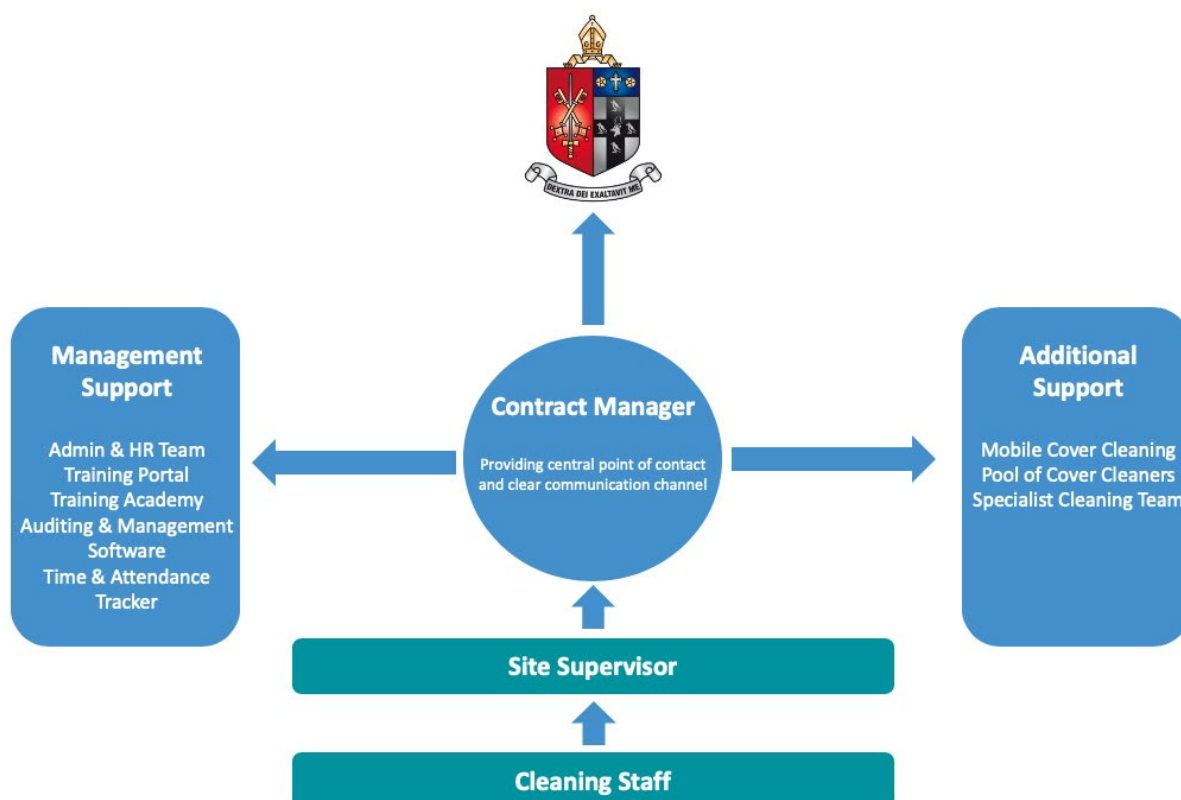 DEXTRA DEI EXALTAVIT ME
Management
Support
Admin & HR Team
Training Portal
Training Academy
Auditing & Management
Software
Time & Attendance
Tracker
Contract Manager
Providing central point of contact
and clear communication channel
Additional
Support
Mobile Cover Cleaning
Pool of Cover Cleaners
Specialist Cleaning Team
Site Supervisor
Cleaning Staff